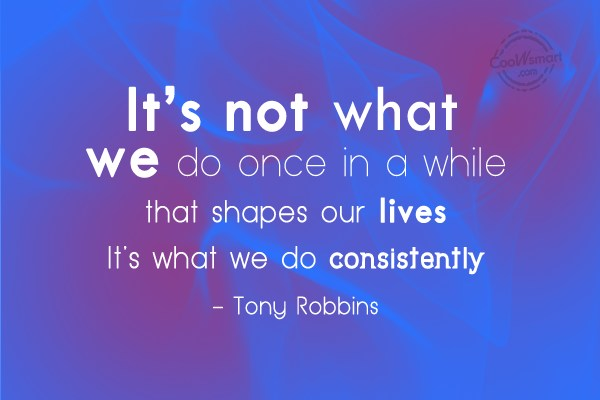 CooNsman
.com
It's not what
we do once in a while
that shapes our lives
It's what we do consistently
– Tony Robbins